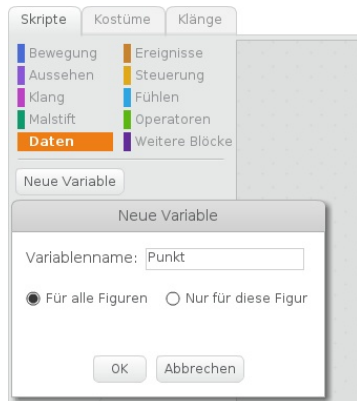 Skripte Kostüme Klänge
Bewegung Ereignisse
Aussehen Steuerung
Klang Fühlen
Malstift Operatoren
Daten Weitere Blöcke
Neue Variable
Neue Variable
Variablenname: Punkt
Für alle Figuren Nur für diese Figur
OK Abbrechen